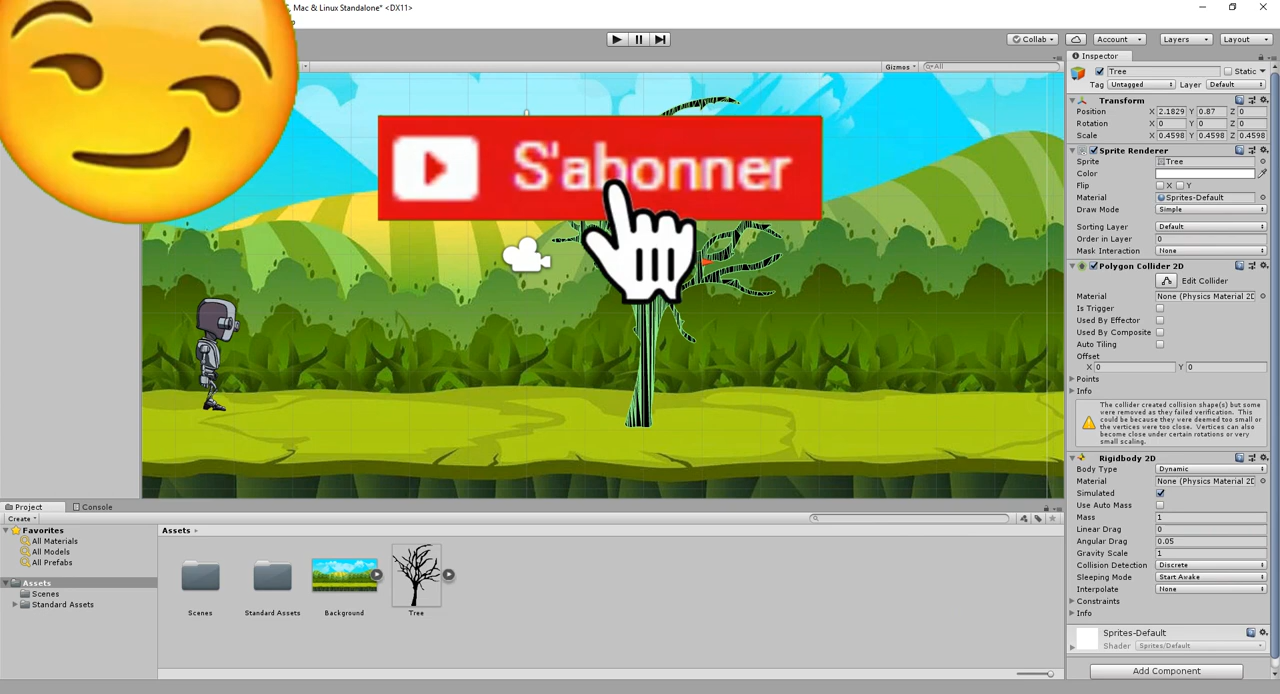 , Mac & Linux Standalone* <DX11>
Collab
Account
Layers
Layout
Gizmos
All
Inspector
Tree
Static
Tag Untagged Layer Default
Transform
Position X 2.1829 Y 0.87 Z 0
Rotation X 0 Y 0 Z 0
Scale X 0.4598 Y 0.4598 Z 0.4598
Sprite Renderer
Sprite Tree
Color
Flip X Y
Material Sprites-Default
Draw Mode Simple
Sorting Layer Default
Order in Layer 0
Mask Interaction None
Polygon Collider 2D
Edit Collider
Material None (Physics Material 2D
Is Trigger
Used By Effector
Used By Composite
Auto Tiling
Offset
X 0 Y 0
Points
Info
The collider created collision shape(s) but some
were removed as they failed verification. This
could be because they were deemed too small or
the vertices were too close. Vertices can also
become close under certain rotations or very
small scaling.
Rigidbody 2D
Body Type Dynamic
Material None (Physics Material 2D
Simulated
Use Auto Mass
Mass 1
Linear Drag 0
Angular Drag 0.05
Gravity Scale 1
Collision Detection Discrete
Sleeping Mode Start Awake
Interpolate None
Constraints
Info
Sprites-Default
Shader Sprites/Default
Add Component
S'abonner
Project
Console
Create
Favorites
All Materials
All Models
All Prefabs
Assets
Scenes
Standard Assets
Assets
Scenes
Standard Assets
Background
Tree